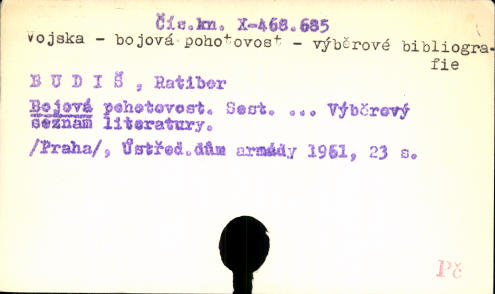 Čís.kn. X-468.685
Vojska - bojová pohotovost - výběrové bibliogra-
fie
B U D I Š , Ratibor
Bojová pohotovost. Sest. ... Výběrový
seznam literatury.
/Praha/, Ústřed.dům armády 1961, 23 s.
Pč